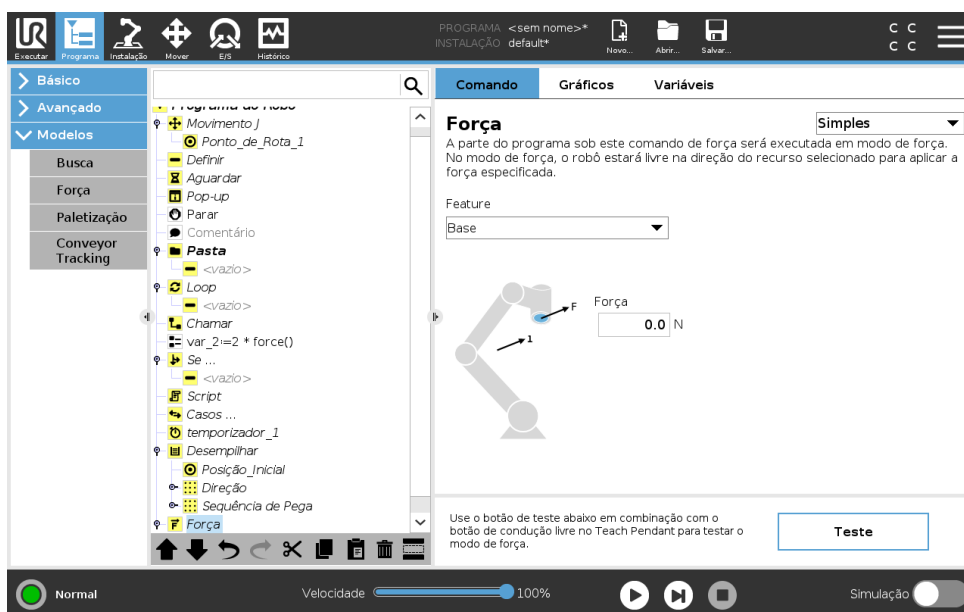 PROGRAMA <sem nome>*
INSTALAÇÃO default*
C C
C C
Executar
Programa
Instalação
Mover
E/S
Histórico
Novo...
Abrir...
Salvar...
Básico
Avançado
Modelos
Busca
Força
Paletização
Conveyor
Tracking
Programa do Robô
Movimento J
Ponto_de_Rota_1
Definir
Aguardar
Pop-up
Parar
Comentário
Pasta
<vazio>
Loop
<vazio>
Chamar
var_2:=2 * force()
Se ...
<vazio>
Script
Casos ...
temporizador_1
Desempilhar
Posição_Inicial
Direção
Sequência de Pega
Força
Comando
Gráficos
Variáveis
Força
Simples
A parte do programa sob este comando de força será executada em modo de força.
No modo de força, o robô estará livre na direção do recurso selecionado para aplicar a
força especificada.
Feature
Base
F
1
Força
0.0 N
Use o botão de teste abaixo em combinação com o
botão de condução livre no Teach Pendant para testar o
modo de força.
Teste
Normal
Velocidade
100%
Simulação